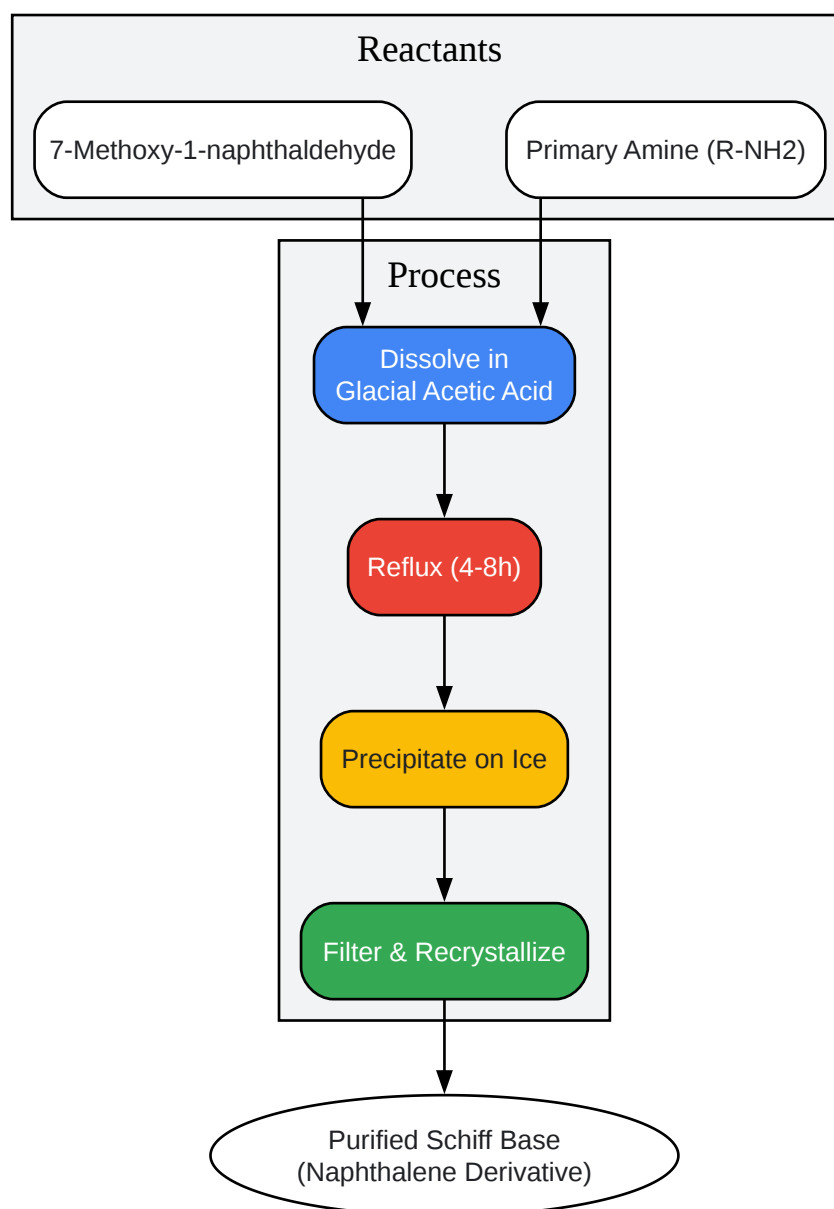 Reactants
7-Methoxy-1-naphthaldehyde
Primary Amine (R-NH2)
Process
Dissolve in
Glacial Acetic Acid
Reflux (4-8h)
Precipitate on Ice
Filter & Recrystallize
Purified Schiff Base
(Naphthalene Derivative)